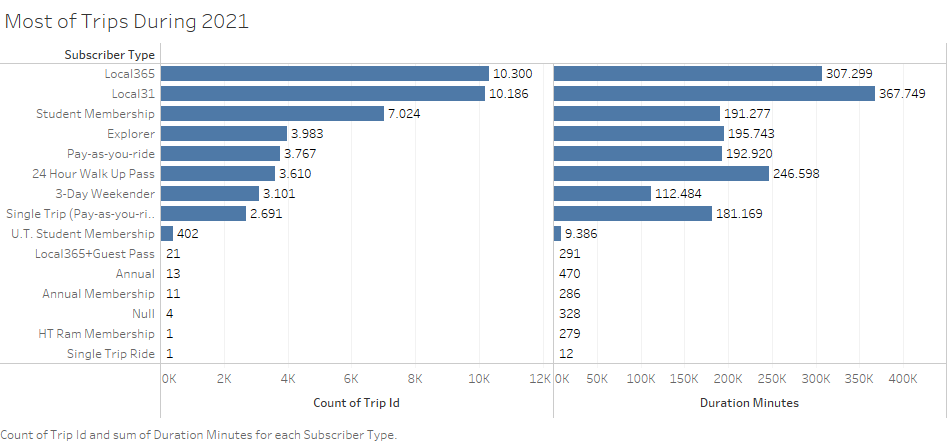 Most of Trips During 2021
Subscriber Type
Local365 10.300 307.299
Local31 10.186 367.749
Student Membership 7.024 191.277
Explorer 3.983 195.743
Pay-as-you-ride 3.767 192.920
24 Hour Walk Up Pass 3.610 246.598
3-Day Weekender 3.101 112.484
Single Trip (Pay-as-you-ri.. 2.691 181.169
U.T. Student Membership 402 9.386
Local365+Guest Pass 21 291
Annual 13 470
Annual Membership 11 286
Null 4 328
HT Ram Membership 1 279
Single Trip Ride 1 12
0K 2K 4K 6K 8K 10K 12K 0K 50K 100K 150K 200K 250K 300K 350K 400K
Count of Trip Id Duration Minutes
Count of Trip Id and sum of Duration Minutes for each Subscriber Type.